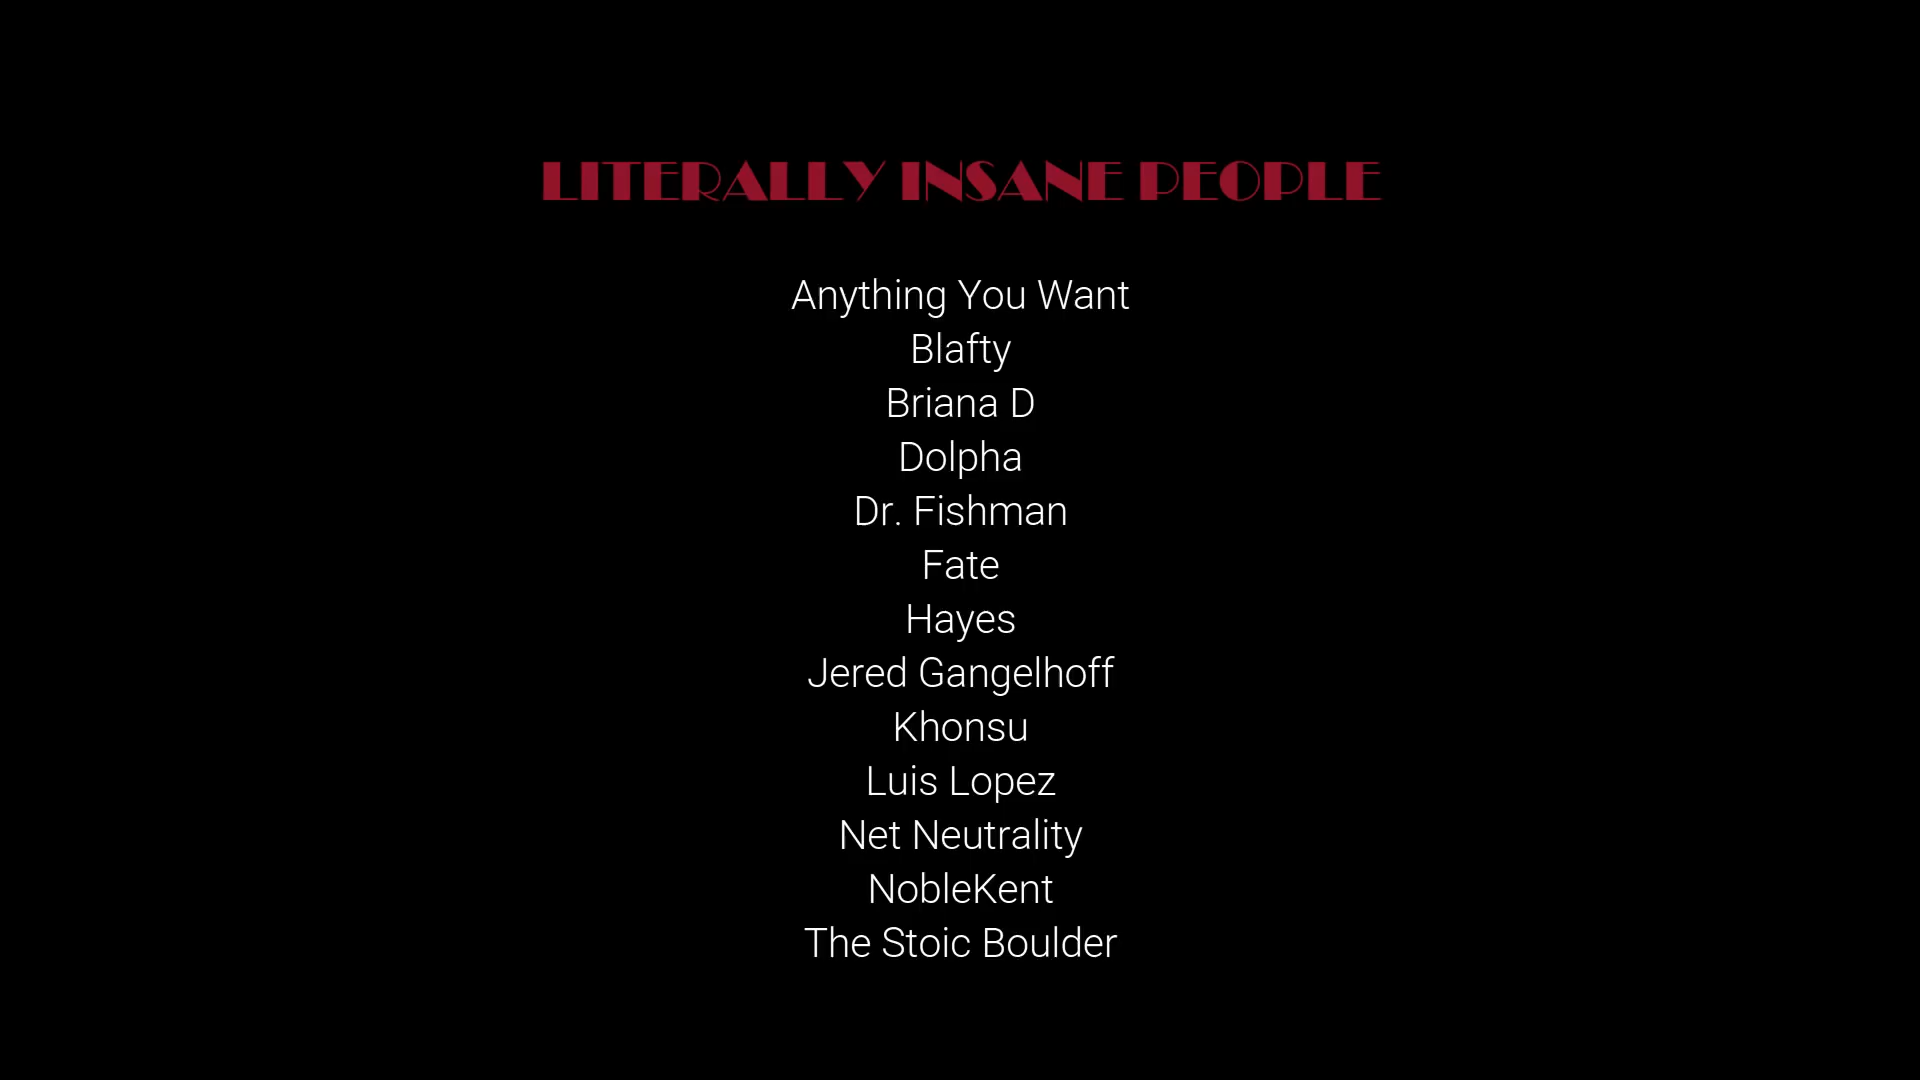 LITERALLY INSANE PEOPLE
Anything You Want
Blafty
Briana D
Dolpha
Dr. Fishman
Fate
Hayes
Jered Gangelhoff
Khonsu
Luis Lopez
Net Neutrality
NobleKent
The Stoic Boulder